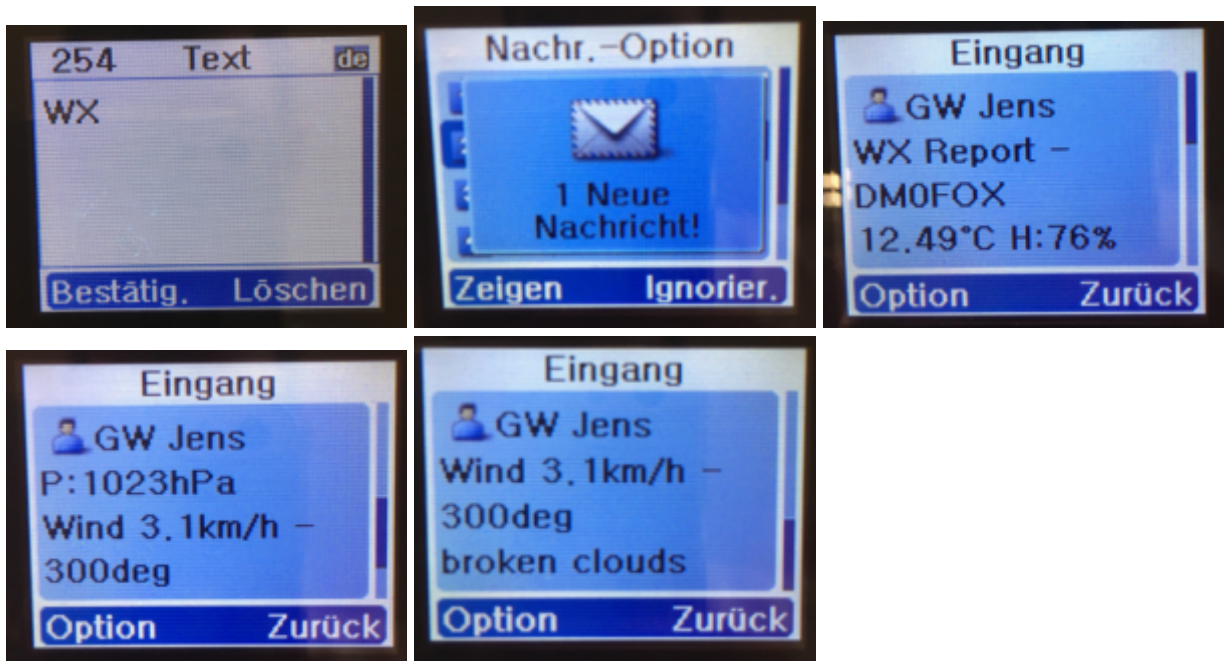 254 Text de
WX
Bestätig. Löschen
Nachr.-Option
1 Neue
Nachricht!
Zeigen Ignorier.
Eingang
GW Jens
WX Report -
DM0FOX
12.49°C H:76%
Option Zurück
Eingang
GW Jens
P:1023hPa
Wind 3.1km/h -
300deg
Option Zurück
Eingang
GW Jens
Wind 3.1km/h -
300deg
broken clouds
Option Zurück